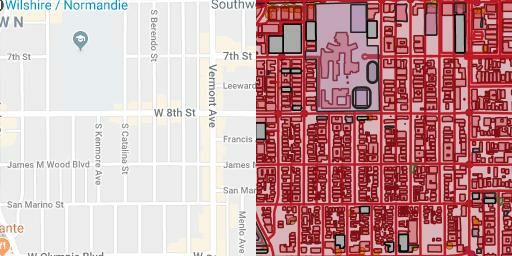 Wilshire / Normandie
Southw
W N
S Berendo St
7th St
7th St
Leeward
Vermont Ave
W 8th St
S Kenmore Ave
S Catalina St
Francis
James M Wood Blvd
James M
San Mar
San Marino St
Menlo Ave
ante
W Olympic Blvd